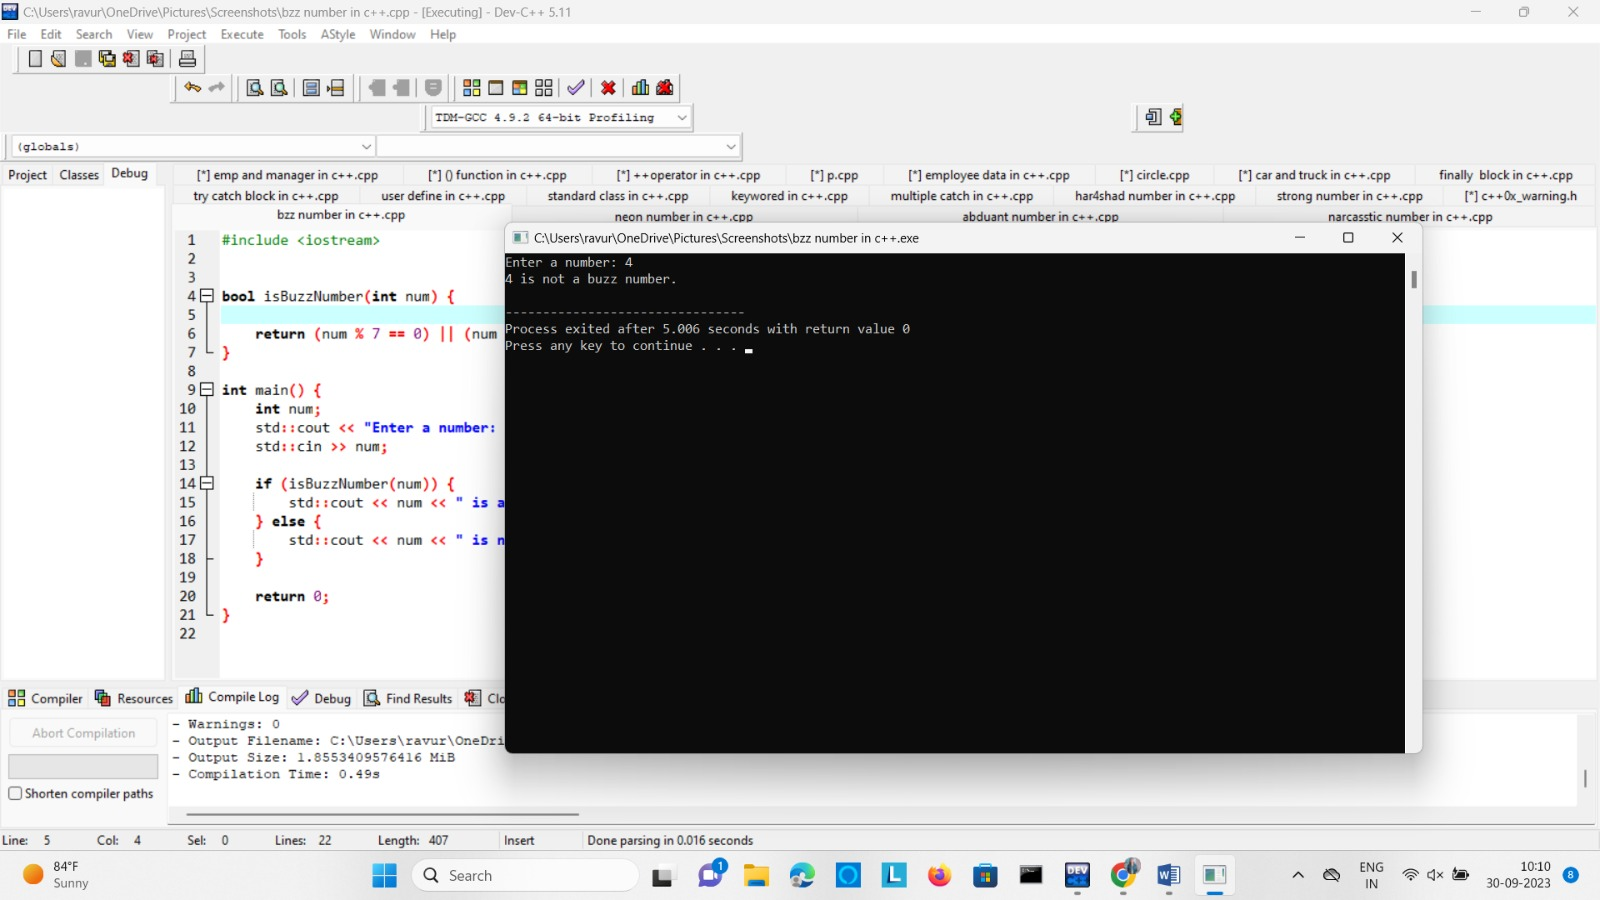 C:\Users\ravur\OneDrive\Pictures\Screenshots\bzz number in c++.cpp - [Executing] - Dev-C++ 5.11
File Edit Search View Project Execute Tools AStyle Window Help
TDM-GCC 4.9.2 64-bit Profiling
(globals)
Project Classes Debug
[*] emp and manager in c++.cpp [*] () function in c++.cpp [*] ++operator in c++.cpp [*] p.cpp [*] employee data in c++.cpp [*] circle.cpp [*] car and truck in c++.cpp finally block in c++.cpp
try catch block in c++.cpp user define in c++.cpp standard class in c++.cpp keywored in c++.cpp multiple catch in c++.cpp har4shad number in c++.cpp strong number in c++.cpp [*] c++0x_warning.h
bzz number in c++.cpp neon number in c++.cpp abduant number in c++.cpp narcasstic number in c++.cpp
1 #include <iostream>
2
3
4 bool isBuzzNumber(int num) {
5
6 return (num % 7 == 0) || (num
7 }
8
9 int main() {
10 int num;
11 std::cout << "Enter a number:
12 std::cin >> num;
13
14 if (isBuzzNumber(num)) {
15 std::cout << num << " is a
16 } else {
17 std::cout << num << " is n
18 }
19
20 return 0;
21 }
22
C:\Users\ravur\OneDrive\Pictures\Screenshots\bzz number in c++.exe
Enter a number: 4
4 is not a buzz number.
--------------------------------
Process exited after 5.006 seconds with return value 0
Press any key to continue . . .
Compiler Resources Compile Log Debug Find Results Clo
Abort Compilation
Shorten compiler paths
- Warnings: 0
- Output Filename: C:\Users\ravur\OneDri
- Output Size: 1.8553409576416 MiB
- Compilation Time: 0.49s
Line: 5 Col: 4 Sel: 0 Lines: 22 Length: 407 Insert Done parsing in 0.016 seconds
84°F
Sunny
Search
1
L
DEV
W
ENG
IN
10:10
30-09-2023
8